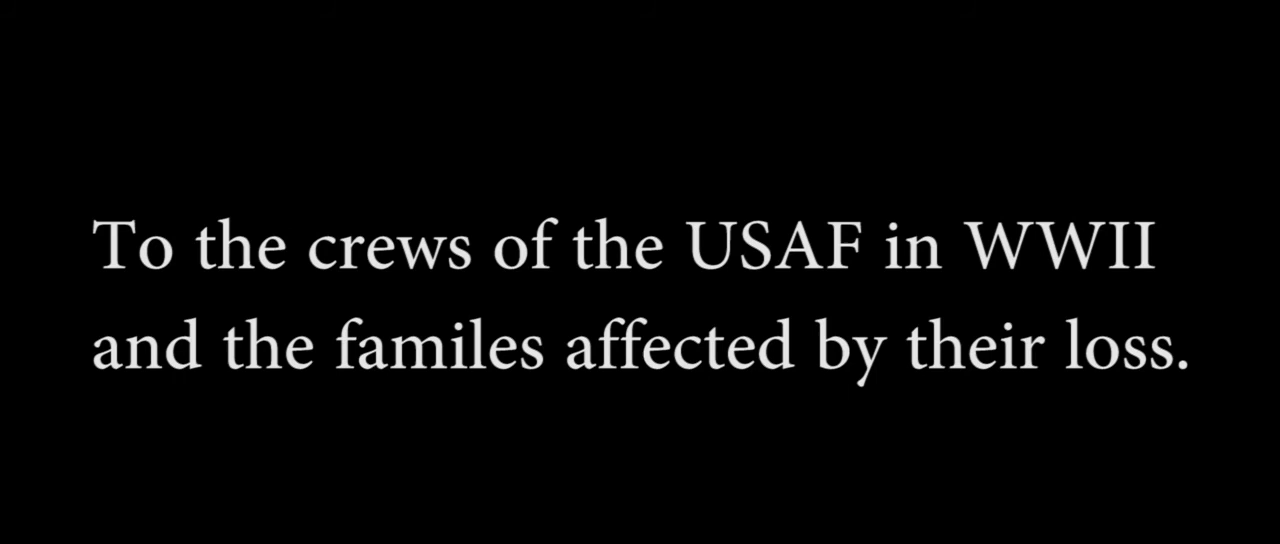 To the crews of the USAF in WWII
and the familes affected by their loss.